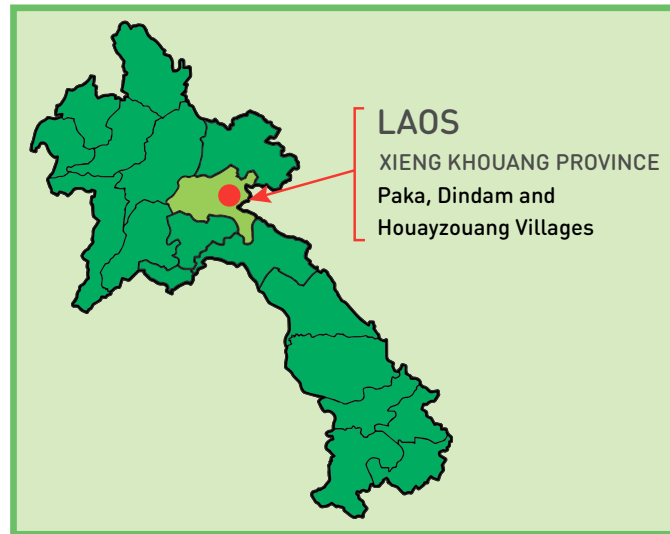 LAOS
XIENG KHOUANG PROVINCE
Paka, Dindam and
Houayzouang Villages